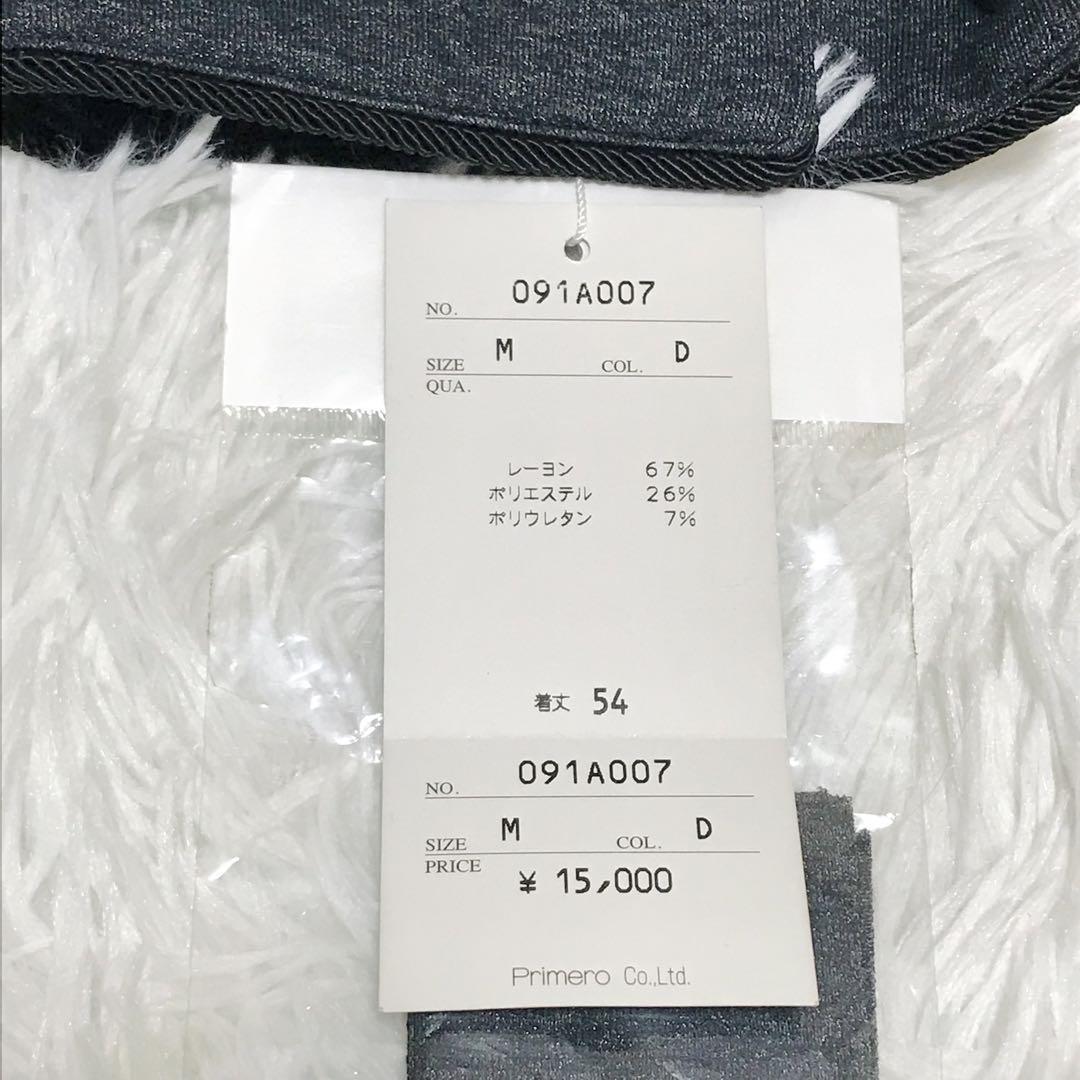 NO. 091A007
SIZE M COL. D
QUA.
レーヨン 67%
ポリエステル 26%
ポリウレタン 7%
着丈 54
NO. 091A007
SIZE M COL. D
PRICE ¥ 15,000
Primero Co.,Ltd.